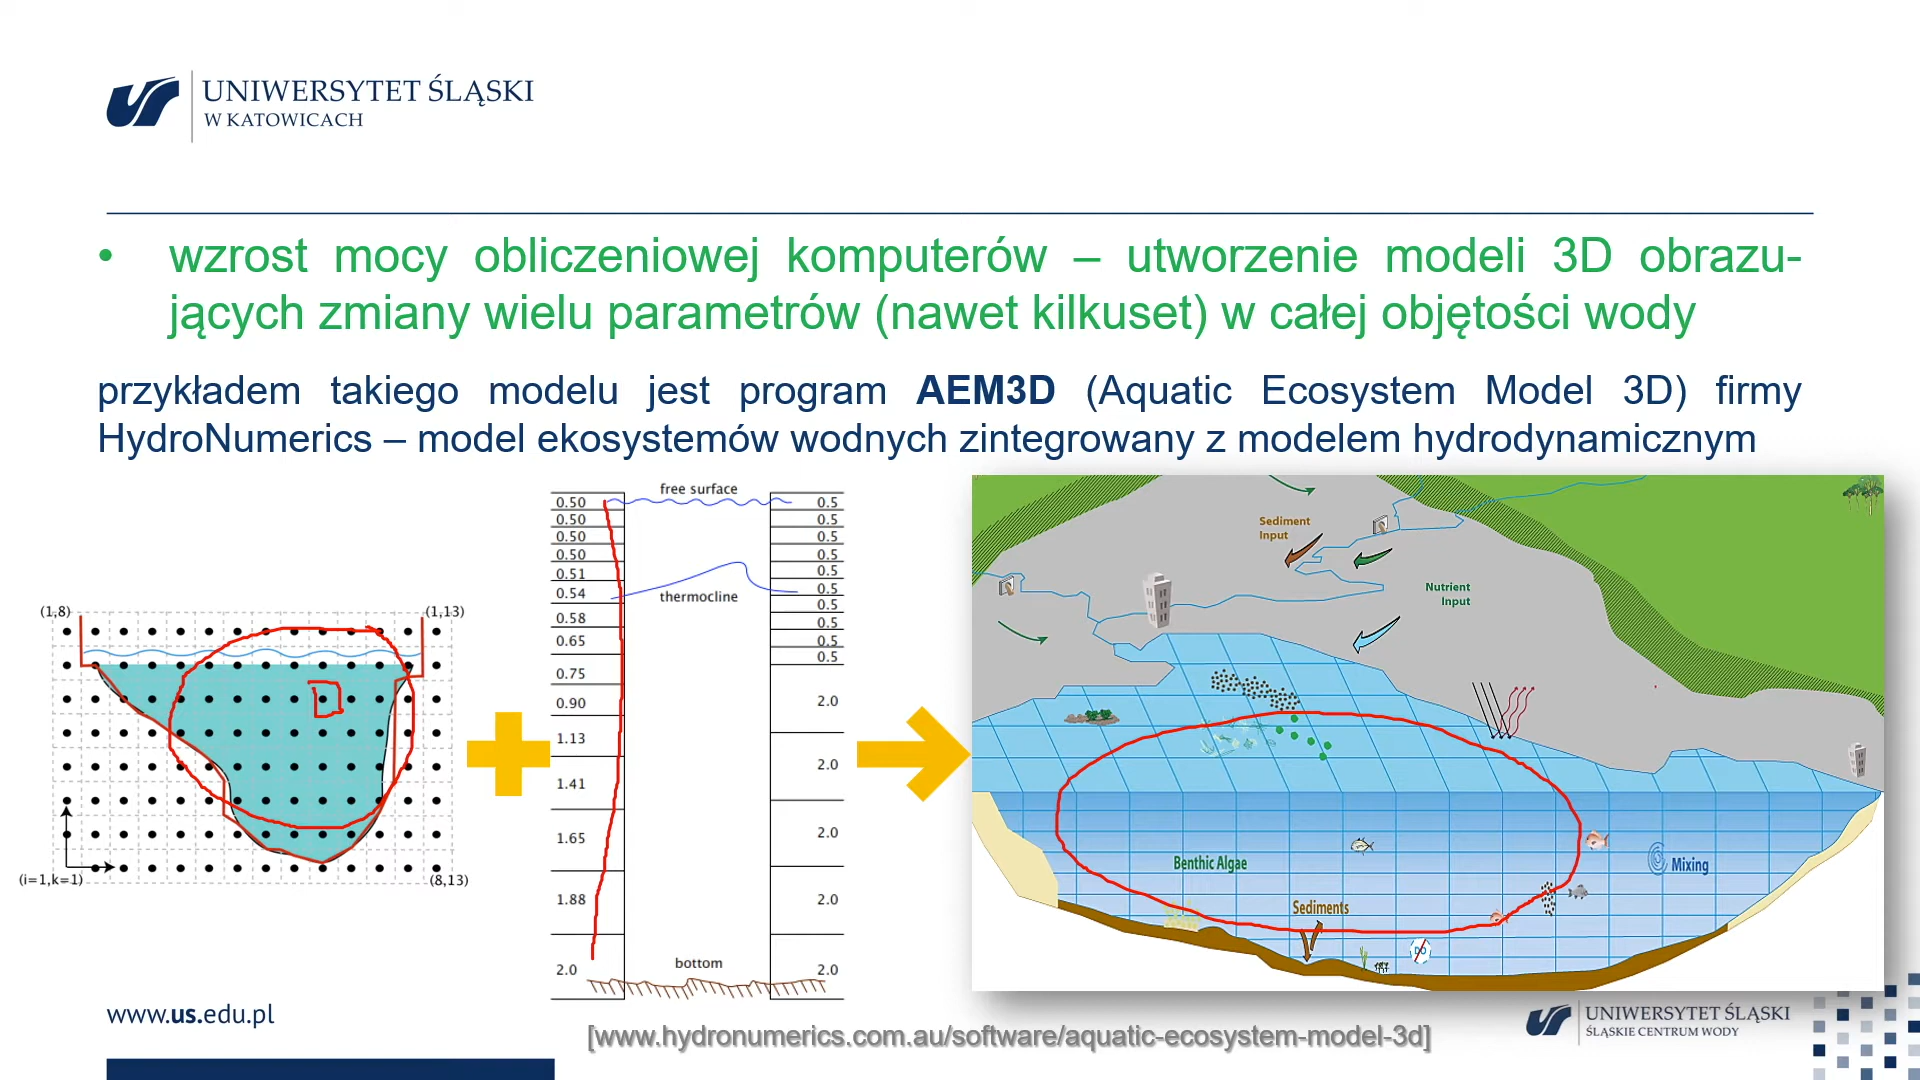 UNIWERSYTET ŚLĄSKI
W KATOWICACH
• wzrost mocy obliczeniowej komputerów – utworzenie modeli 3D obrazu-
jących zmiany wielu parametrów (nawet kilkuset) w całej objętości wody
przykładem takiego modelu jest program AEM3D (Aquatic Ecosystem Model 3D) firmy
HydroNumerics – model ekosystemów wodnych zintegrowany z modelem hydrodynamicznym
(1,8)
(1,13)
(i=1,k=1)
(8,13)
free surface
thermocline
bottom
0.50
0.50
0.50
0.50
0.51
0.54
0.58
0.65
0.75
0.90
1.13
1.41
1.65
1.88
2.0
0.5
0.5
0.5
0.5
0.5
0.5
0.5
0.5
0.5
0.5
2.0
2.0
2.0
2.0
2.0
Sediment
Input
Nutrient
Input
Benthic Algae
Mixing
Sediments
DO
www.us.edu.pl
[www.hydronumerics.com.au/software/aquatic-ecosystem-model-3d]
UNIWERSYTET ŚLĄSKI
ŚLĄSKIE CENTRUM WODY